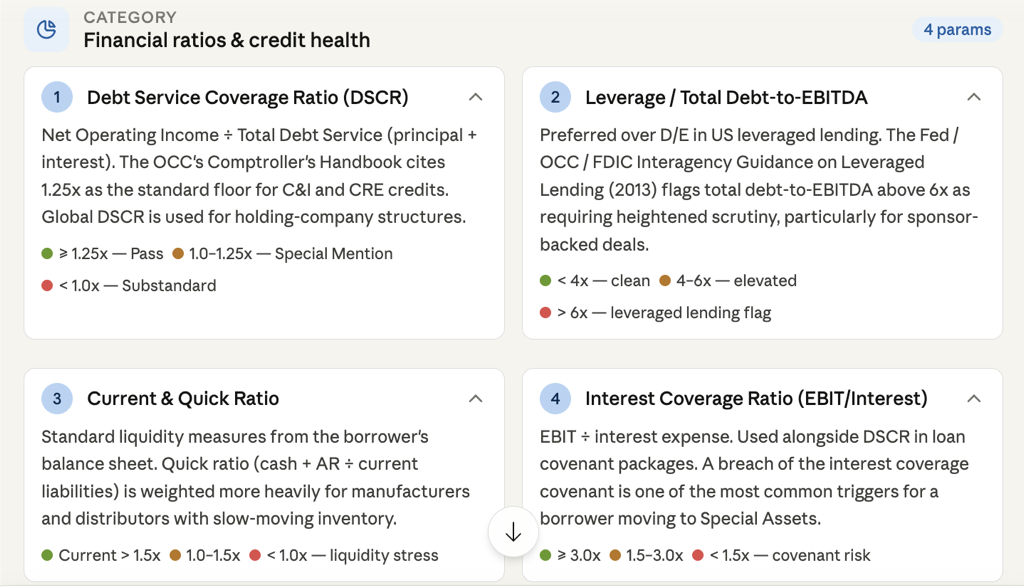 CATEGORY
Financial ratios & credit health
4 params
1 Debt Service Coverage Ratio (DSCR)
Net Operating Income ÷ Total Debt Service (principal +
interest). The OCC's Comptroller's Handbook cites
1.25x as the standard floor for C&I and CRE credits.
Global DSCR is used for holding-company structures.
≥ 1.25x — Pass 1.0–1.25x — Special Mention
< 1.0x — Substandard
2 Leverage / Total Debt-to-EBITDA
Preferred over D/E in US leveraged lending. The Fed /
OCC / FDIC Interagency Guidance on Leveraged
Lending (2013) flags total debt-to-EBITDA above 6x as
requiring heightened scrutiny, particularly for sponsor-
backed deals.
< 4x — clean 4–6x — elevated
> 6x — leveraged lending flag
3 Current & Quick Ratio
Standard liquidity measures from the borrower's
balance sheet. Quick ratio (cash + AR ÷ current
liabilities) is weighted more heavily for manufacturers
and distributors with slow-moving inventory.
Current > 1.5x 1.0–1.5x < 1.0x — liquidity stress
4 Interest Coverage Ratio (EBIT/Interest)
EBIT ÷ interest expense. Used alongside DSCR in loan
covenant packages. A breach of the interest coverage
covenant is one of the most common triggers for a
borrower moving to Special Assets.
≥ 3.0x 1.5–3.0x < 1.5x — covenant risk